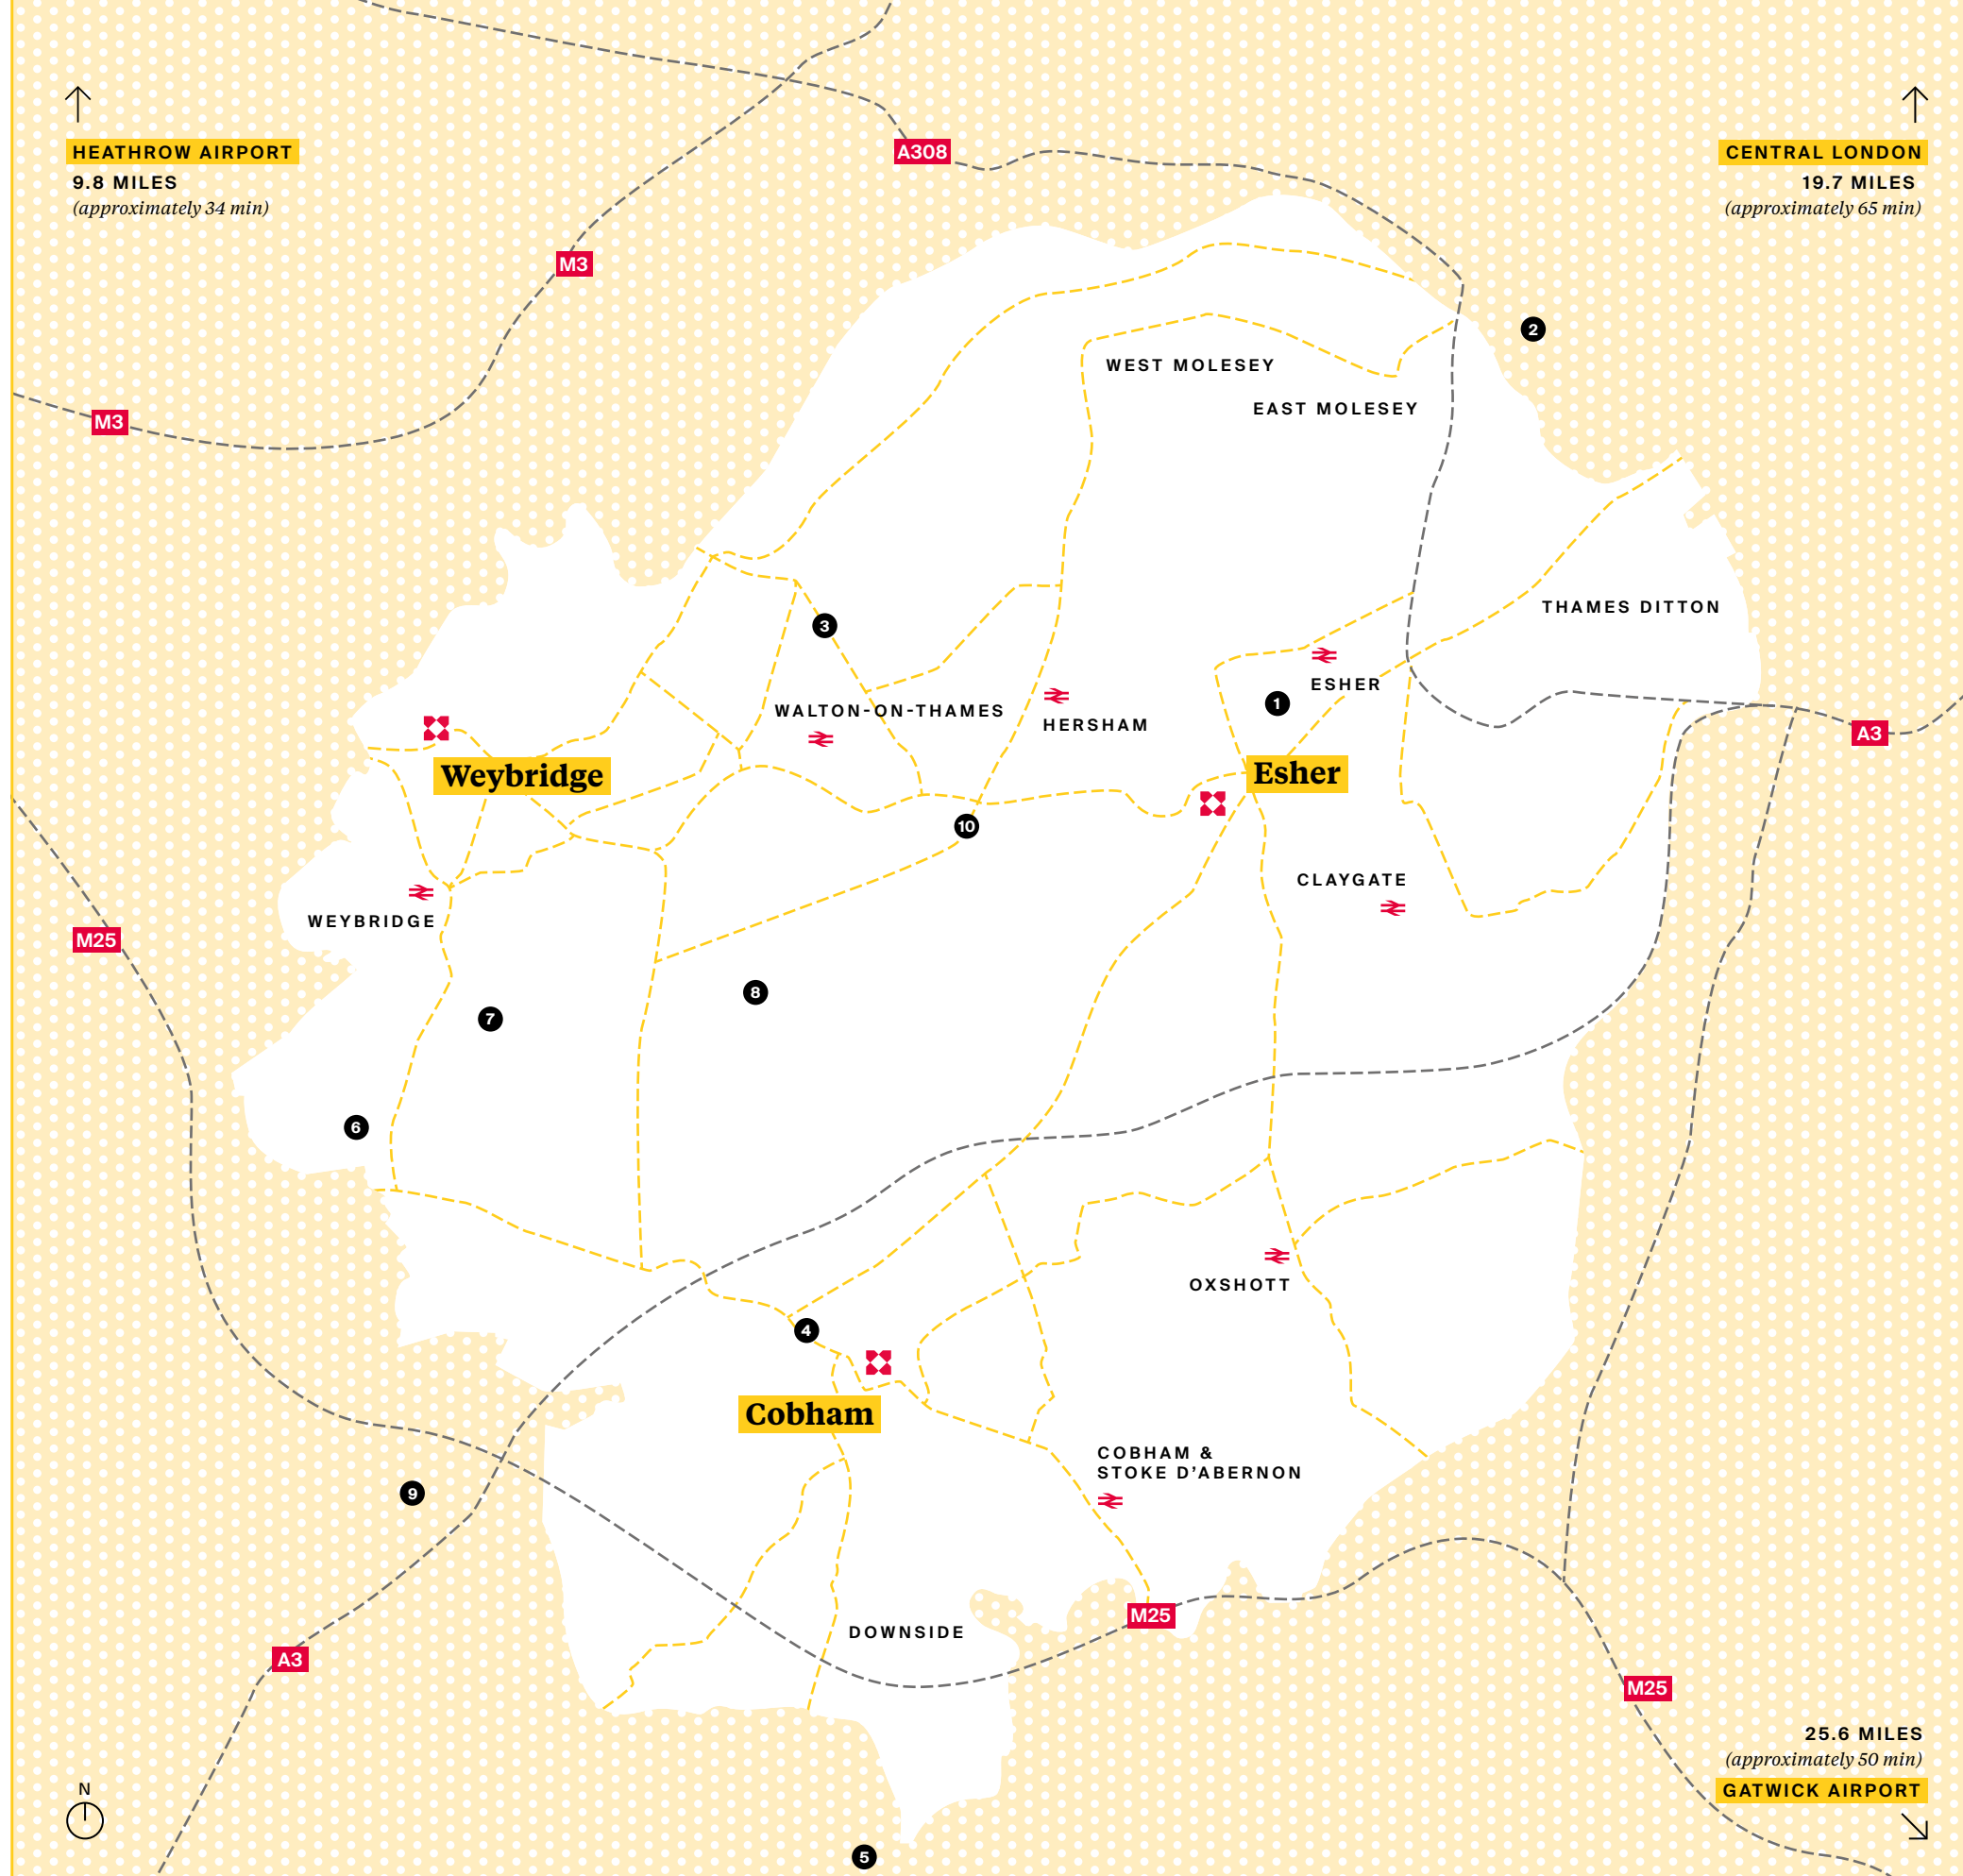 A308
HEATHROW AIRPORT
9.8 MILES
(approximately 34 min)
CENTRAL LONDON
19.7 MILES
(approximately 65 min)
M3
2
WEST MOLESEY
EAST MOLESEY
M3
THAMES DITTON
3
ESHER
1
WALTON-ON-THAMES
HERSHAM
A3
Weybridge
Esher
10
CLAYGATE
WEYBRIDGE
M25
8
7
6
OXSHOTT
4
Cobham
COBHAM &
STOKE D’ABERNON
9
M25
DOWNSIDE
A3
M25
25.6 MILES
(approximately 50 min)
GATWICK AIRPORT
N
5